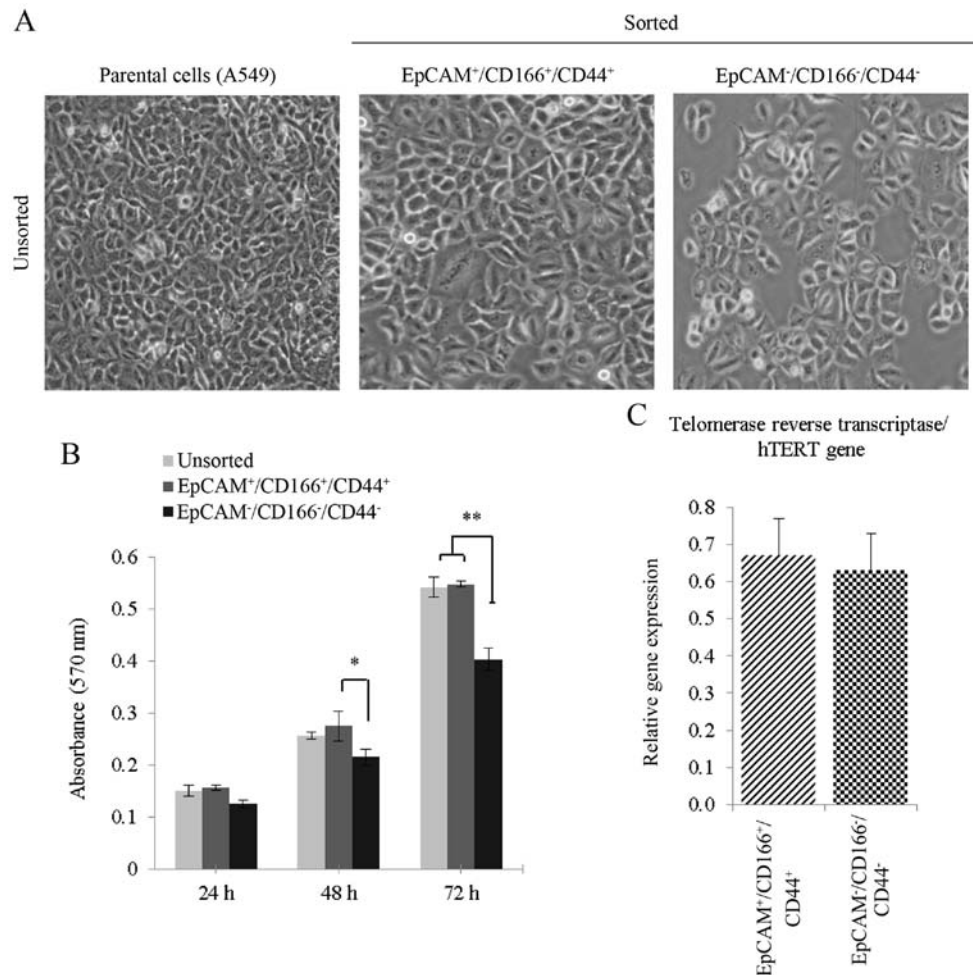 A
Sorted
Parental cells (A549)
EpCAM⁺/CD166⁺/CD44⁺
EpCAM⁻/CD166⁻/CD44⁻
Unsorted
B
Unsorted
EpCAM⁺/CD166⁺/CD44⁺
EpCAM⁻/CD166⁻/CD44⁻
Absorbance (570 nm)
0.6
0.5
0.4
0.3
0.2
0.1
0
*
**
24 h
48 h
72 h
C
Telomerase reverse transcriptase/
hTERT gene
Relative gene expression
0.8
0.7
0.6
0.5
0.4
0.3
0.2
0.1
0.0
EpCAM⁺/CD166⁺/
CD44⁺
EpCAM⁻/CD166⁻/
CD44⁻